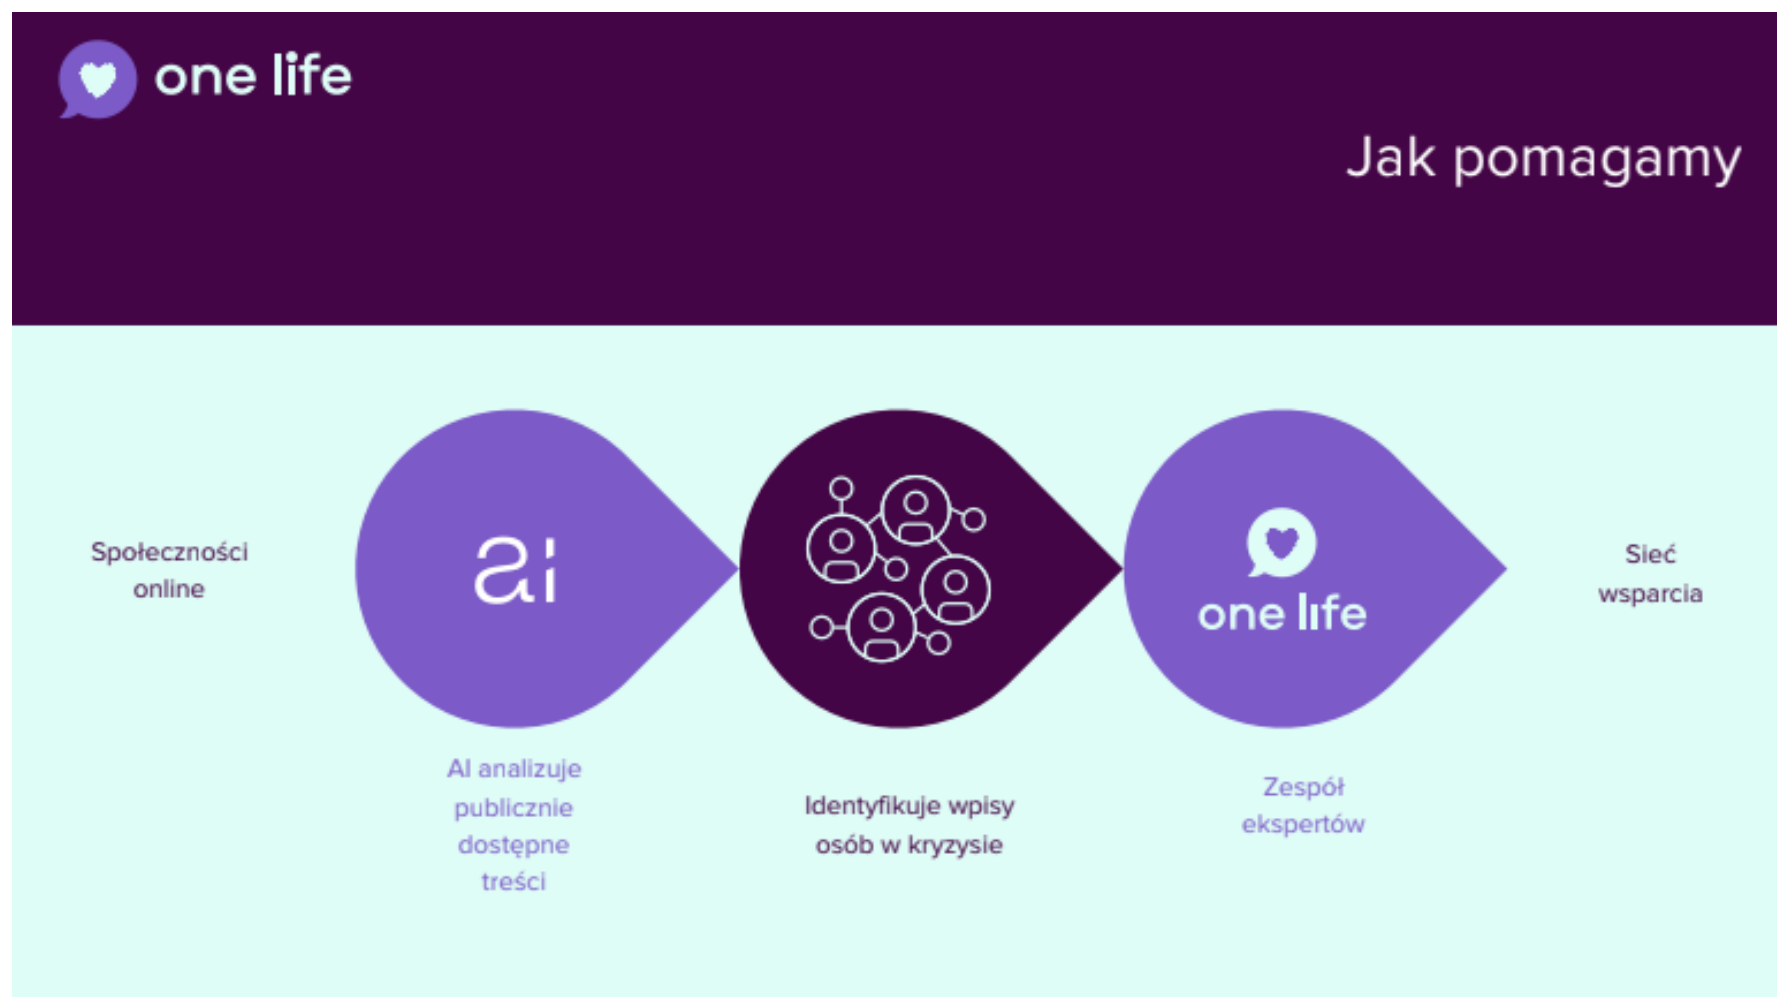 one life
Jak pomagamy
Społeczności
online
ai
AI analizuje
publicznie
dostępne
treści
Identyfikuje wpisy
osób w kryzysie
one life
Zespół
ekspertów
Sieć
wsparcia